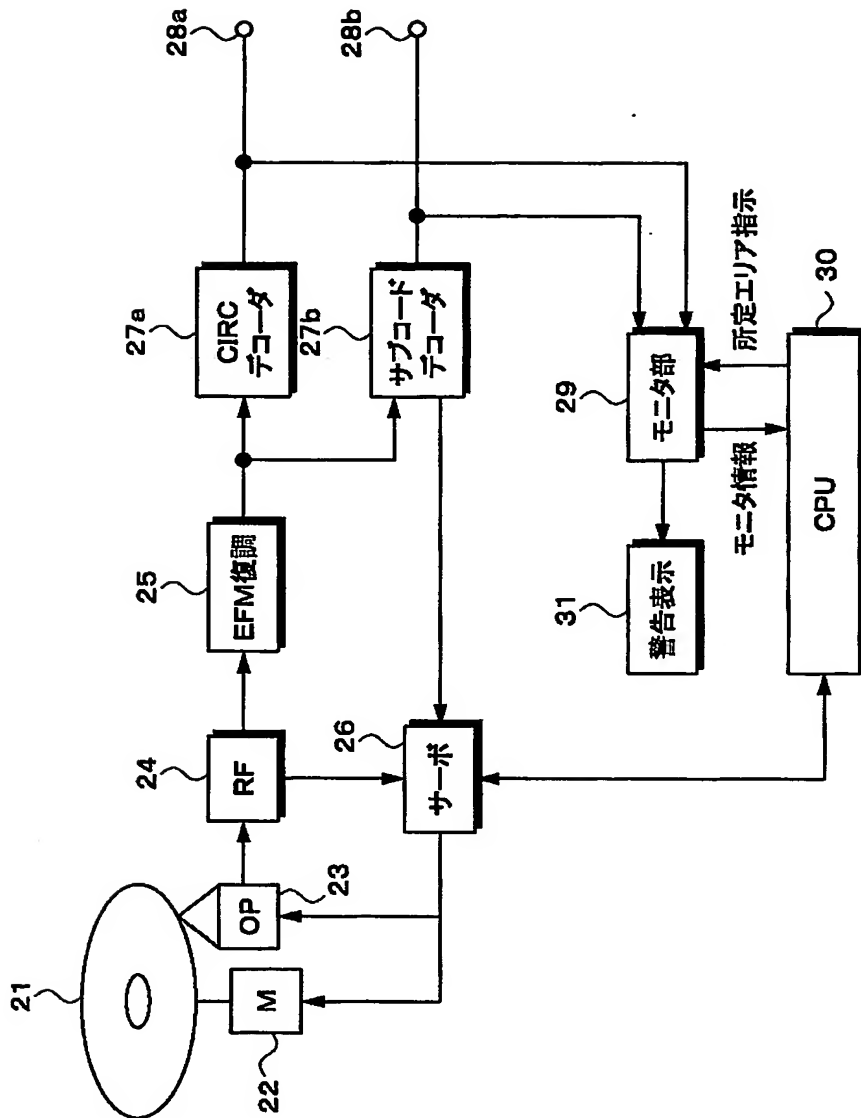 28a
28b
27a
CIRC
デコーダ
27b
サブコード
デコーダ
25
EFM復調
24
RF
26
サーボ
23
OP
21
M
22
29
モニタ部
所定エリア指示
モニタ情報
30
CPU
31
警告表示